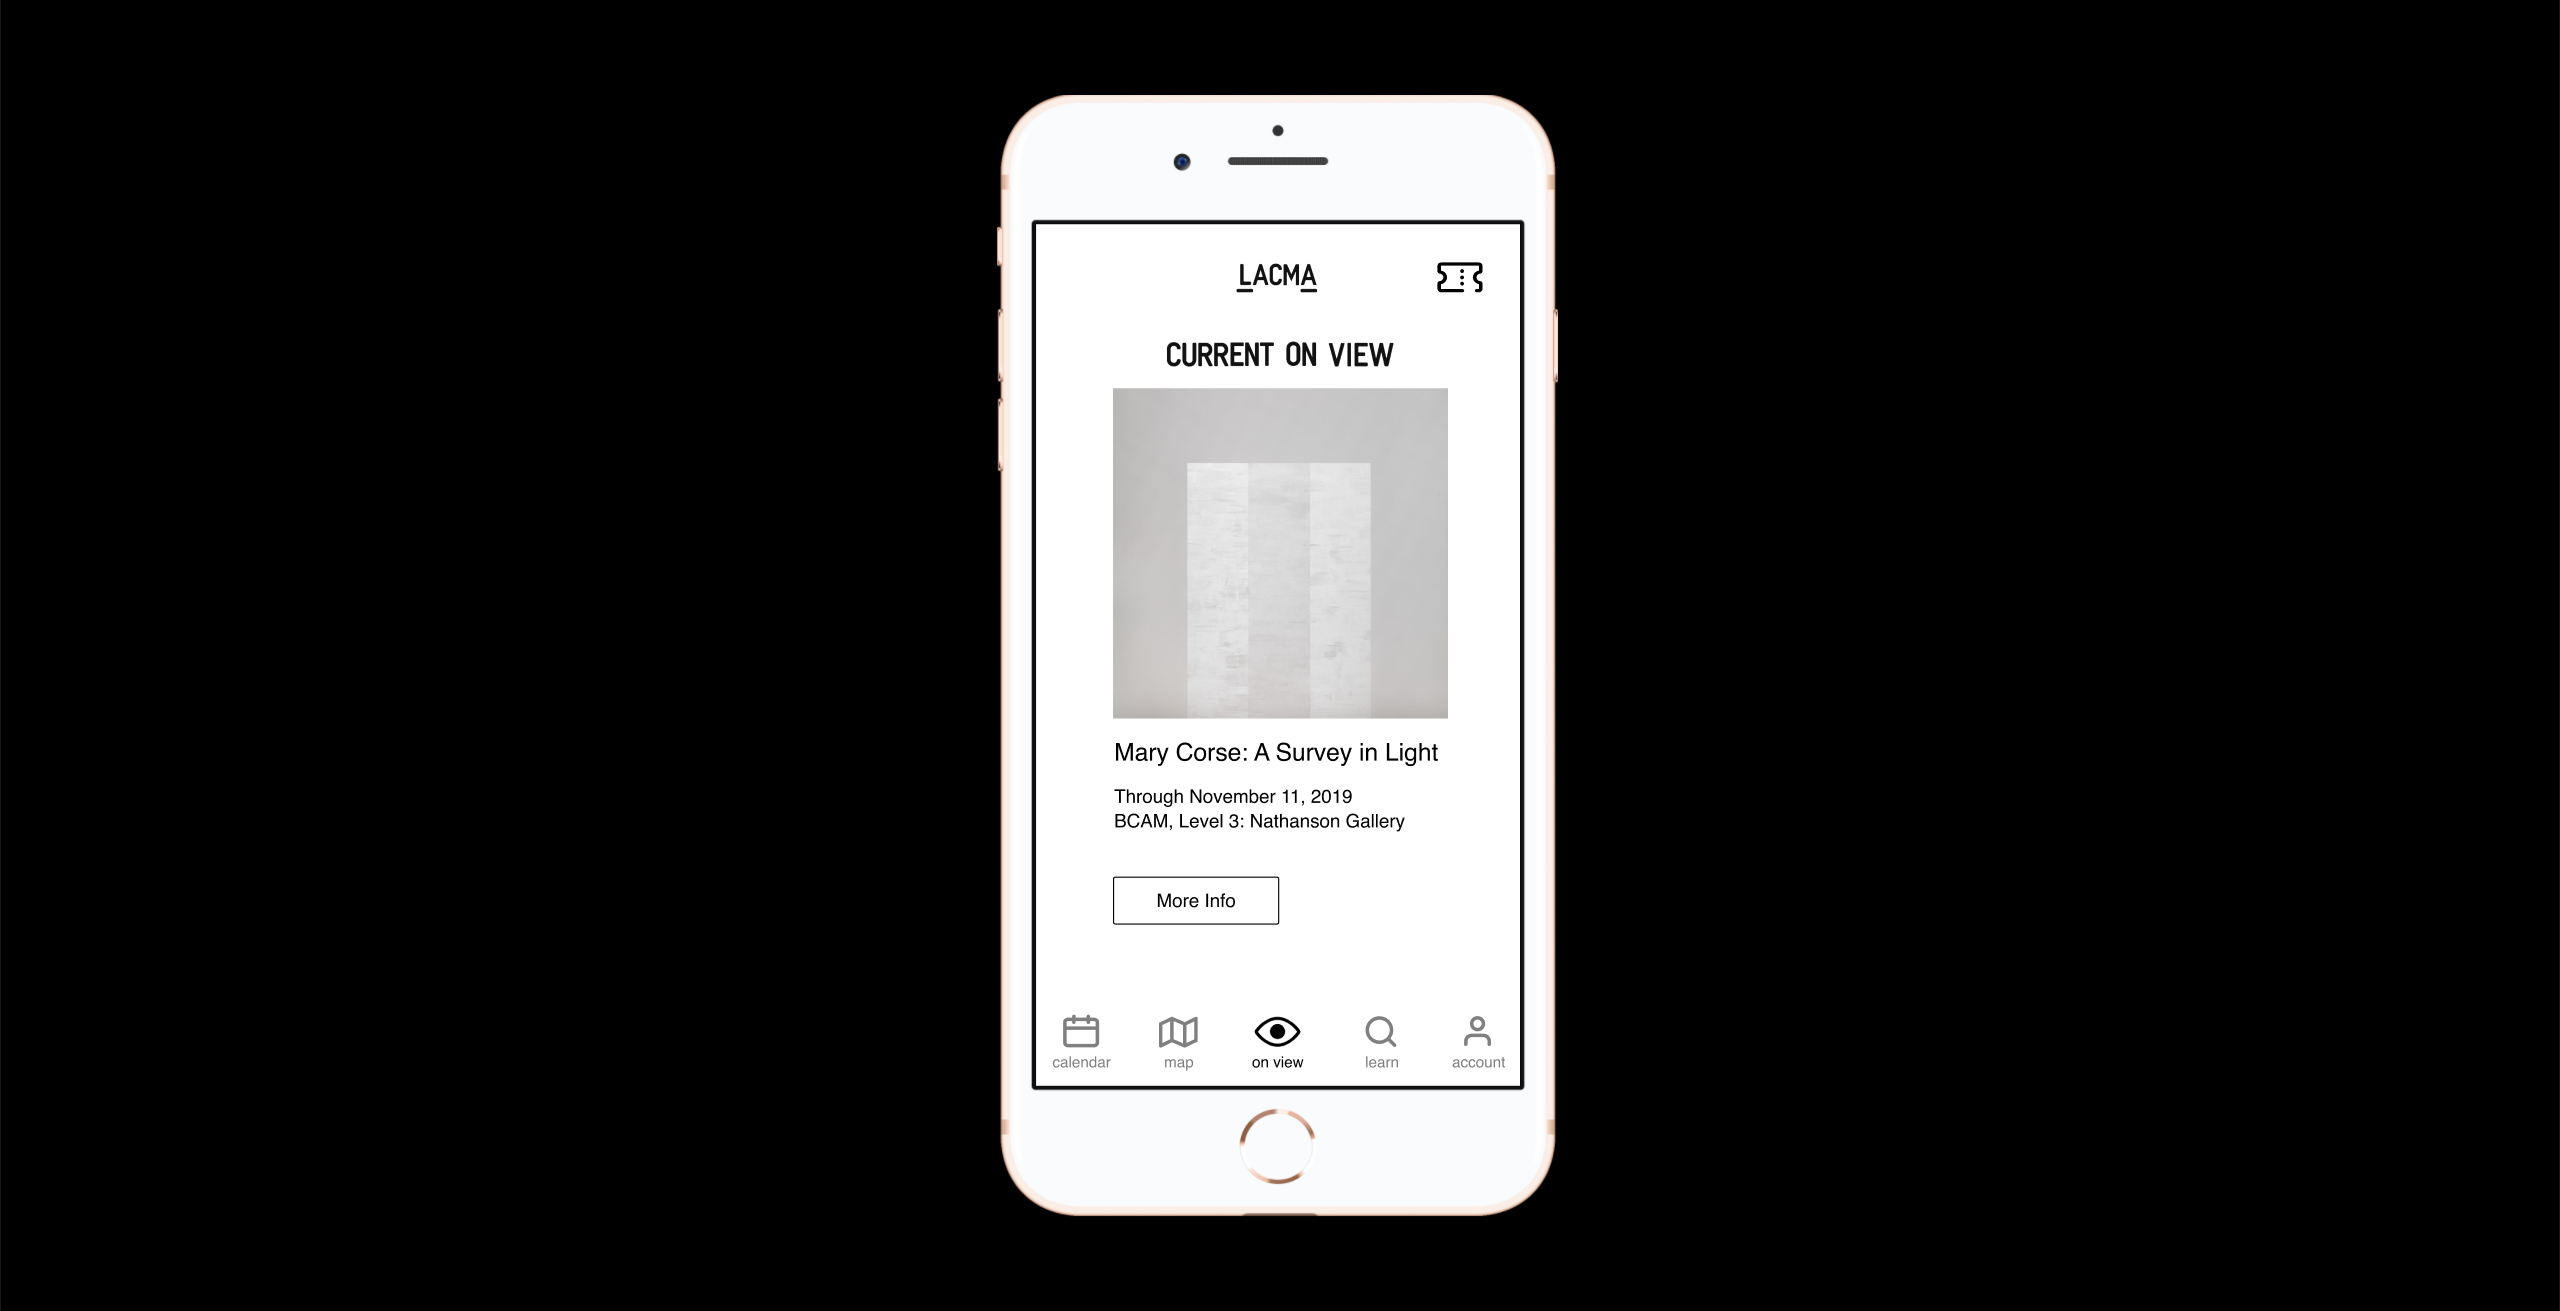 LACMA
CURRENT ON VIEW
Mary Corse: A Survey in Light
Through November 11, 2019
BCAM, Level 3: Nathanson Gallery
More Info
calendar
map
on view
learn
account